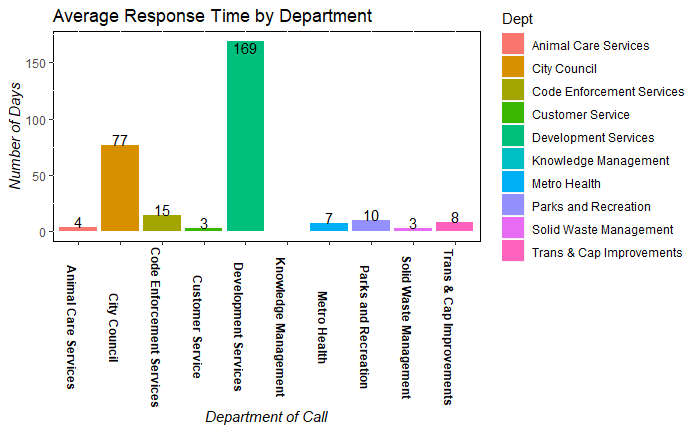 Average Response Time by Department
Number of Days
150
100
50
0
4
77
15
3
169
7
10
3
8
Animal Care Services
City Council
Code Enforcement Services
Customer Service
Development Services
Knowledge Management
Metro Health
Parks and Recreation
Solid Waste Management
Trans & Cap Improvements
Department of Call
Dept
Animal Care Services
City Council
Code Enforcement Services
Customer Service
Development Services
Knowledge Management
Metro Health
Parks and Recreation
Solid Waste Management
Trans & Cap Improvements